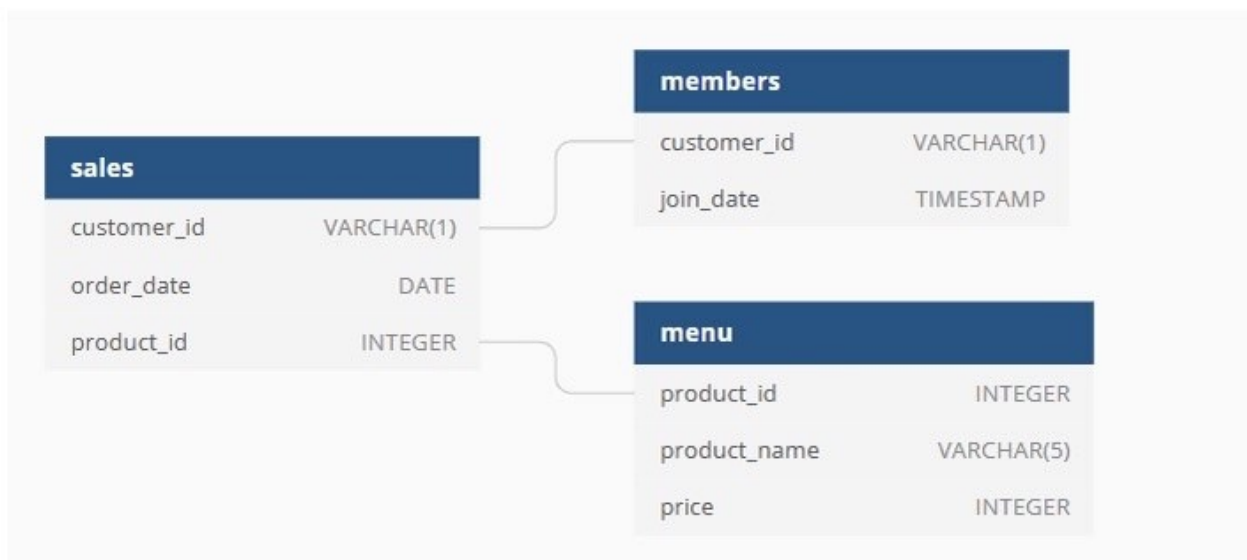 sales
customer_id VARCHAR(1)
order_date DATE
product_id INTEGER
members
customer_id VARCHAR(1)
join_date TIMESTAMP
menu
product_id INTEGER
product_name VARCHAR(5)
price INTEGER